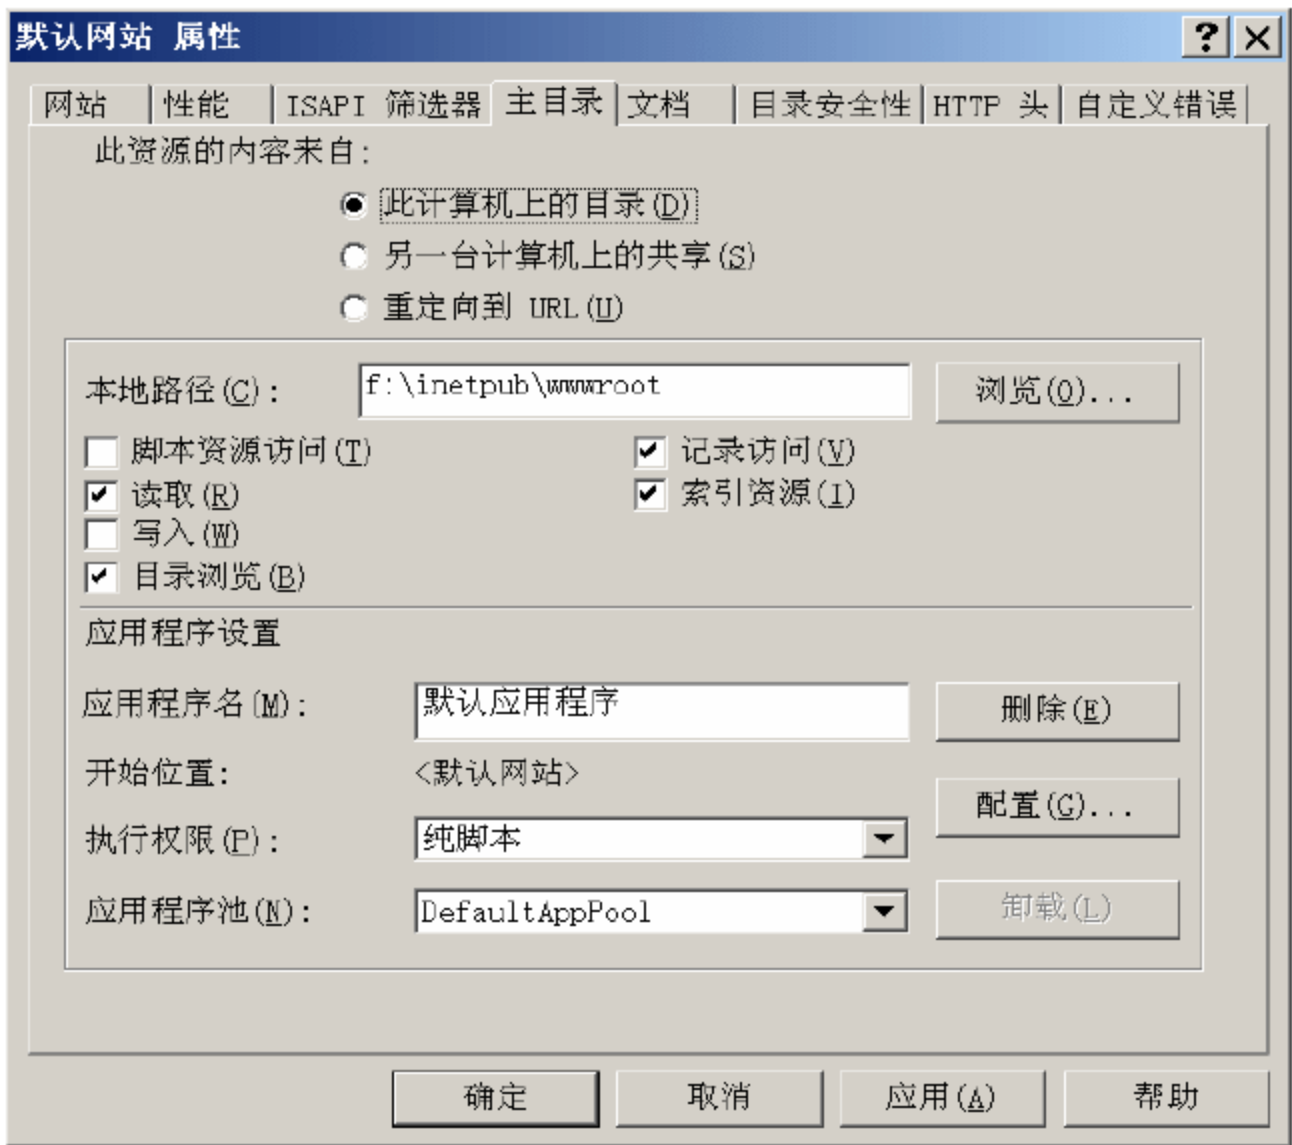 默认网站 属性
网站 性能 ISAPI 筛选器 主目录 文档 目录安全性 HTTP 头 自定义错误
此资源的内容来自:
此计算机上的目录(D)
另一台计算机上的共享(S)
重定向到 URL(U)
本地路径(C): f:\inetpub\wwwroot 浏览(O)...
脚本资源访问(T) 记录访问(V)
读取(R) 索引资源(I)
写入(W)
目录浏览(B)
应用程序设置
应用程序名(M): 默认应用程序 删除(E)
开始位置: <默认网站>
配置(G)...
执行权限(P): 纯脚本
应用程序池(N): DefaultAppPool 卸载(L)
确定 取消 应用(A) 帮助